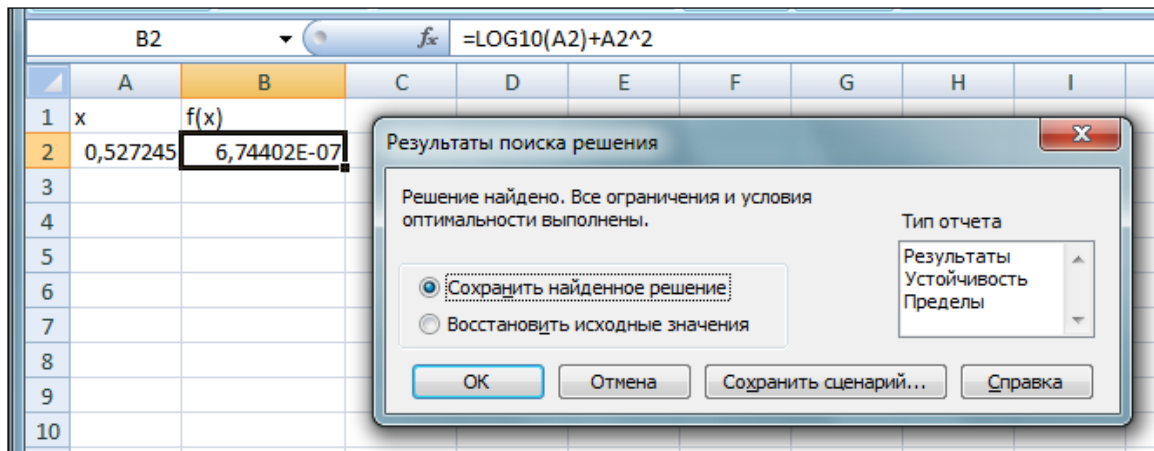 B2 fx =LOG10(A2)+A2^2
A B C D E F G H I
1 x f(x)
2 0,527245 6,74402E-07
3
4
5
6
7
8
9
10
Результаты поиска решения
Решение найдено. Все ограничения и условия
оптимальности выполнены.
Тип отчета
Результаты
Устойчивость
Пределы
Сохранить найденное решение
Восстановить исходные значения
ОК Отмена Сохранить сценарий... Справка